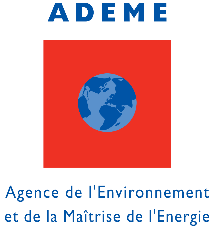 ADEME
Agence de l'Environnement
et de la Maîtrise de l'Energie